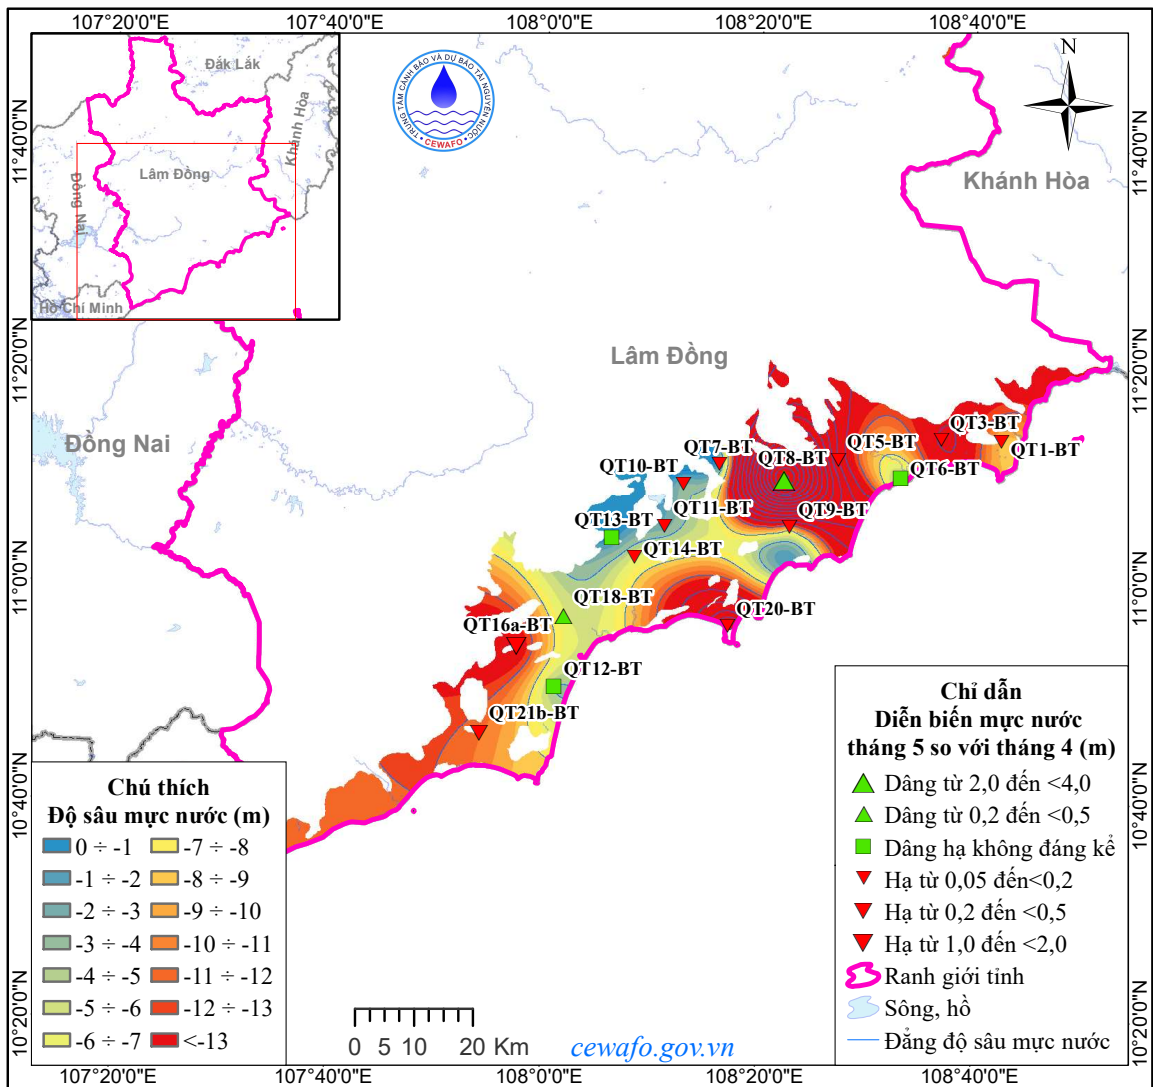 107°20'0"E
107°40'0"E
108°0'0"E
108°20'0"E
108°40'0"E
11°40'0"N
11°20'0"N
11°0'0"N
10°40'0"N
10°20'0"N
11°40'0"N
11°20'0"N
11°0'0"N
10°40'0"N
10°20'0"N
Đắk Lắk
Khánh Hòa
Lâm Đồng
Đồng Nai
Hồ Chí Minh
TRUNG TÂM CẢNH BÁO VÀ DỰ BÁO TÀI NGUYÊN NƯỚC
CEWAFO
N
Khánh Hòa
Lâm Đồng
Đồng Nai
QT3-BT
QT5-BT
QT1-BT
QT7-BT
QT8-BT
QT10-BT
QT6-BT
QT11-BT
QT9-BT
QT13-BT
QT14-BT
QT18-BT
QT20-BT
QT16a-BT
QT12-BT
QT21b-BT
Chú thích
Độ sâu mực nước (m)
0 ÷ -1
-7 ÷ -8
-1 ÷ -2
-8 ÷ -9
-2 ÷ -3
-9 ÷ -10
-3 ÷ -4
-10 ÷ -11
-4 ÷ -5
-11 ÷ -12
-5 ÷ -6
-12 ÷ -13
-6 ÷ -7
<-13
0 5 10 20 Km
cewafo.gov.vn
Chỉ dẫn
Diễn biến mực nước
tháng 5 so với tháng 4 (m)
Dâng từ 2,0 đến <4,0
Dâng từ 0,2 đến <0,5
Dâng hạ không đáng kể
Hạ từ 0,05 đến<0,2
Hạ từ 0,2 đến <0,5
Hạ từ 1,0 đến <2,0
Ranh giới tỉnh
Sông, hồ
Đẳng độ sâu mực nước
107°20'0"E
107°40'0"E
108°0'0"E
108°20'0"E
108°40'0"E